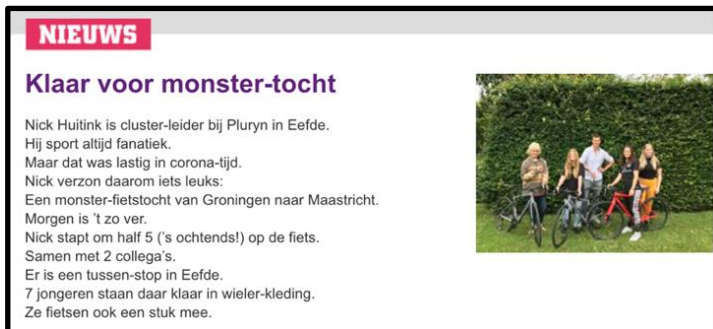 NIEUWS
Klaar voor monster-tocht
Nick Huitink is cluster-leider bij Pluryn in Eefde.
Hij sport altijd fanatiek.
Maar dat was lastig in corona-tijd.
Nick verzon daarom iets leuks:
Een monster-fietstocht van Groningen naar Maastricht.
Morgen is 't zo ver.
Nick stapt om half 5 ('s ochtends!) op de fiets.
Samen met 2 collega's.
Er is een tussen-stop in Eefde.
7 jongeren staan daar klaar in wieler-kleding.
Ze fietsen ook een stuk mee.